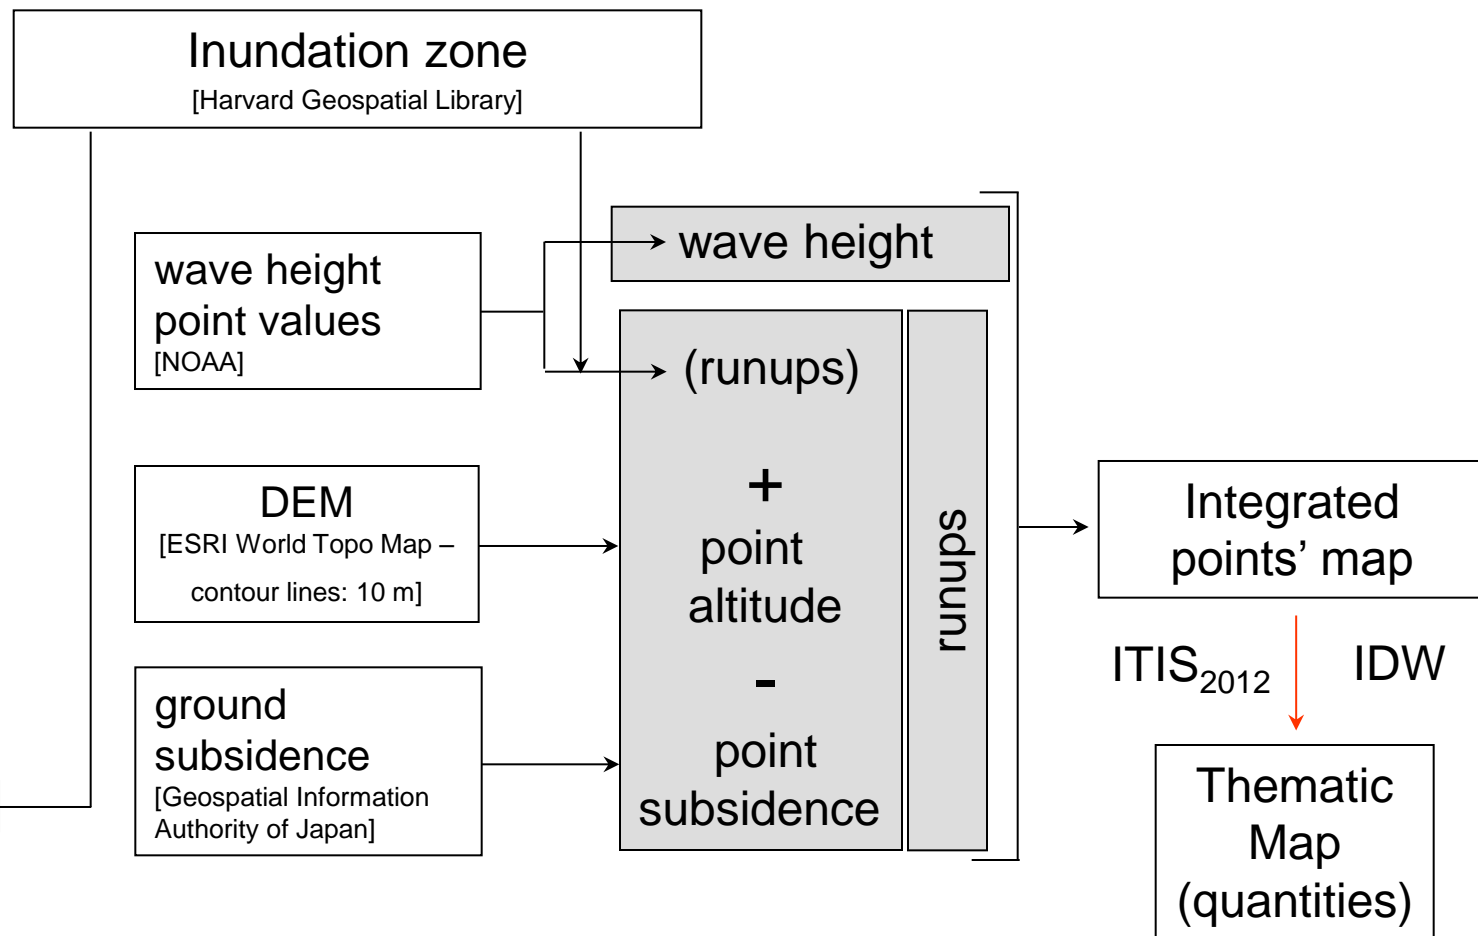 Inundation zone
[Harvard Geospatial Library]
wave height
point values
[NOAA]
wave height
(runups)
+
point
altitude
-
point
subsidence
runups
DEM
[ESRI World Topo Map –
contour lines: 10 m]
ground
subsidence
[Geospatial Information
Authority of Japan]
Integrated
points’ map
ITIS2012 IDW
Thematic
Map
(quantities)